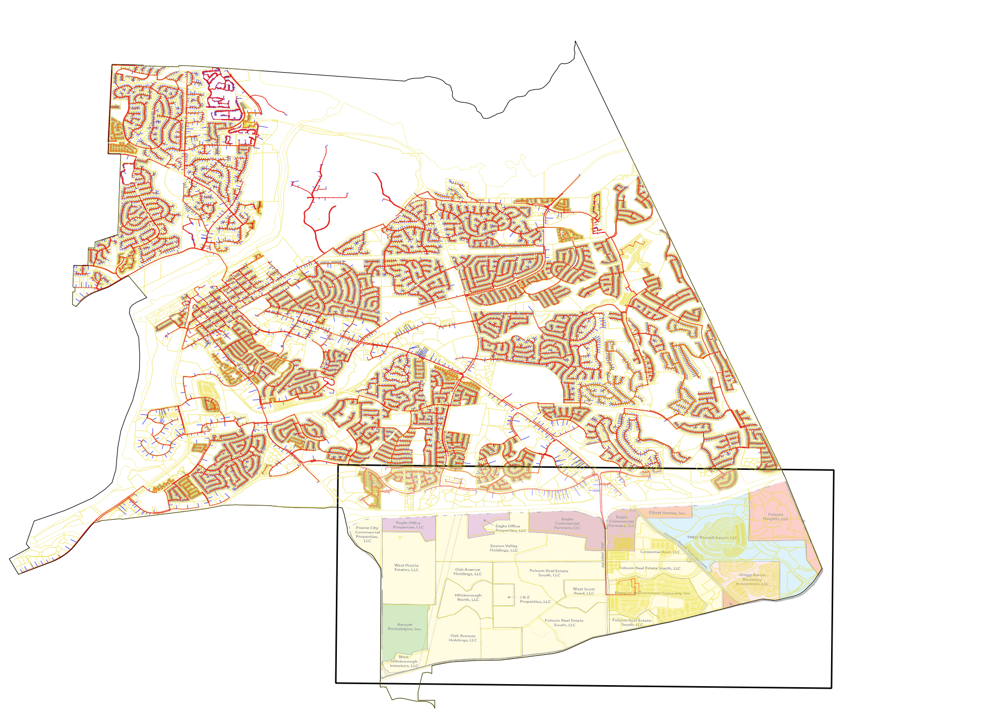 Eagle Office
Properties, LLC
Prairie City
Commercial
Properties,
LLC
Eagle Office
Properties, LLC
Eagle
Commercial
Partners, LLC
Eagle
Commercial
Partners, LLC
Elliott Homes, Inc.
Folsom
Heights, LLC
TNHC Russell Ranch, LLC
Easton Valley
Holdings, LLC
Carpenter East, LLC
East Bidwell Street
West Prairie
Estates, LLC
Oak Avenue
Holdings, LLC
Folsom Real Estate
South, LLC
Folsom Real Estate South, LLC
Gragg Ranch
Recovery
Acquisition, LLC
West Scott
Road, LLC
Mangini Improvement Company, Inc.
Hillsborough
North, LLC
J & Z
Properties, LLC
Folsom Real Estate
South, LLC
Folsom Real Estate
South, LLC
Aerojet
Rocketdyne, Inc.
Oak Avenue
Holdings, LLC
West
Hillsborough
Investors, LLC